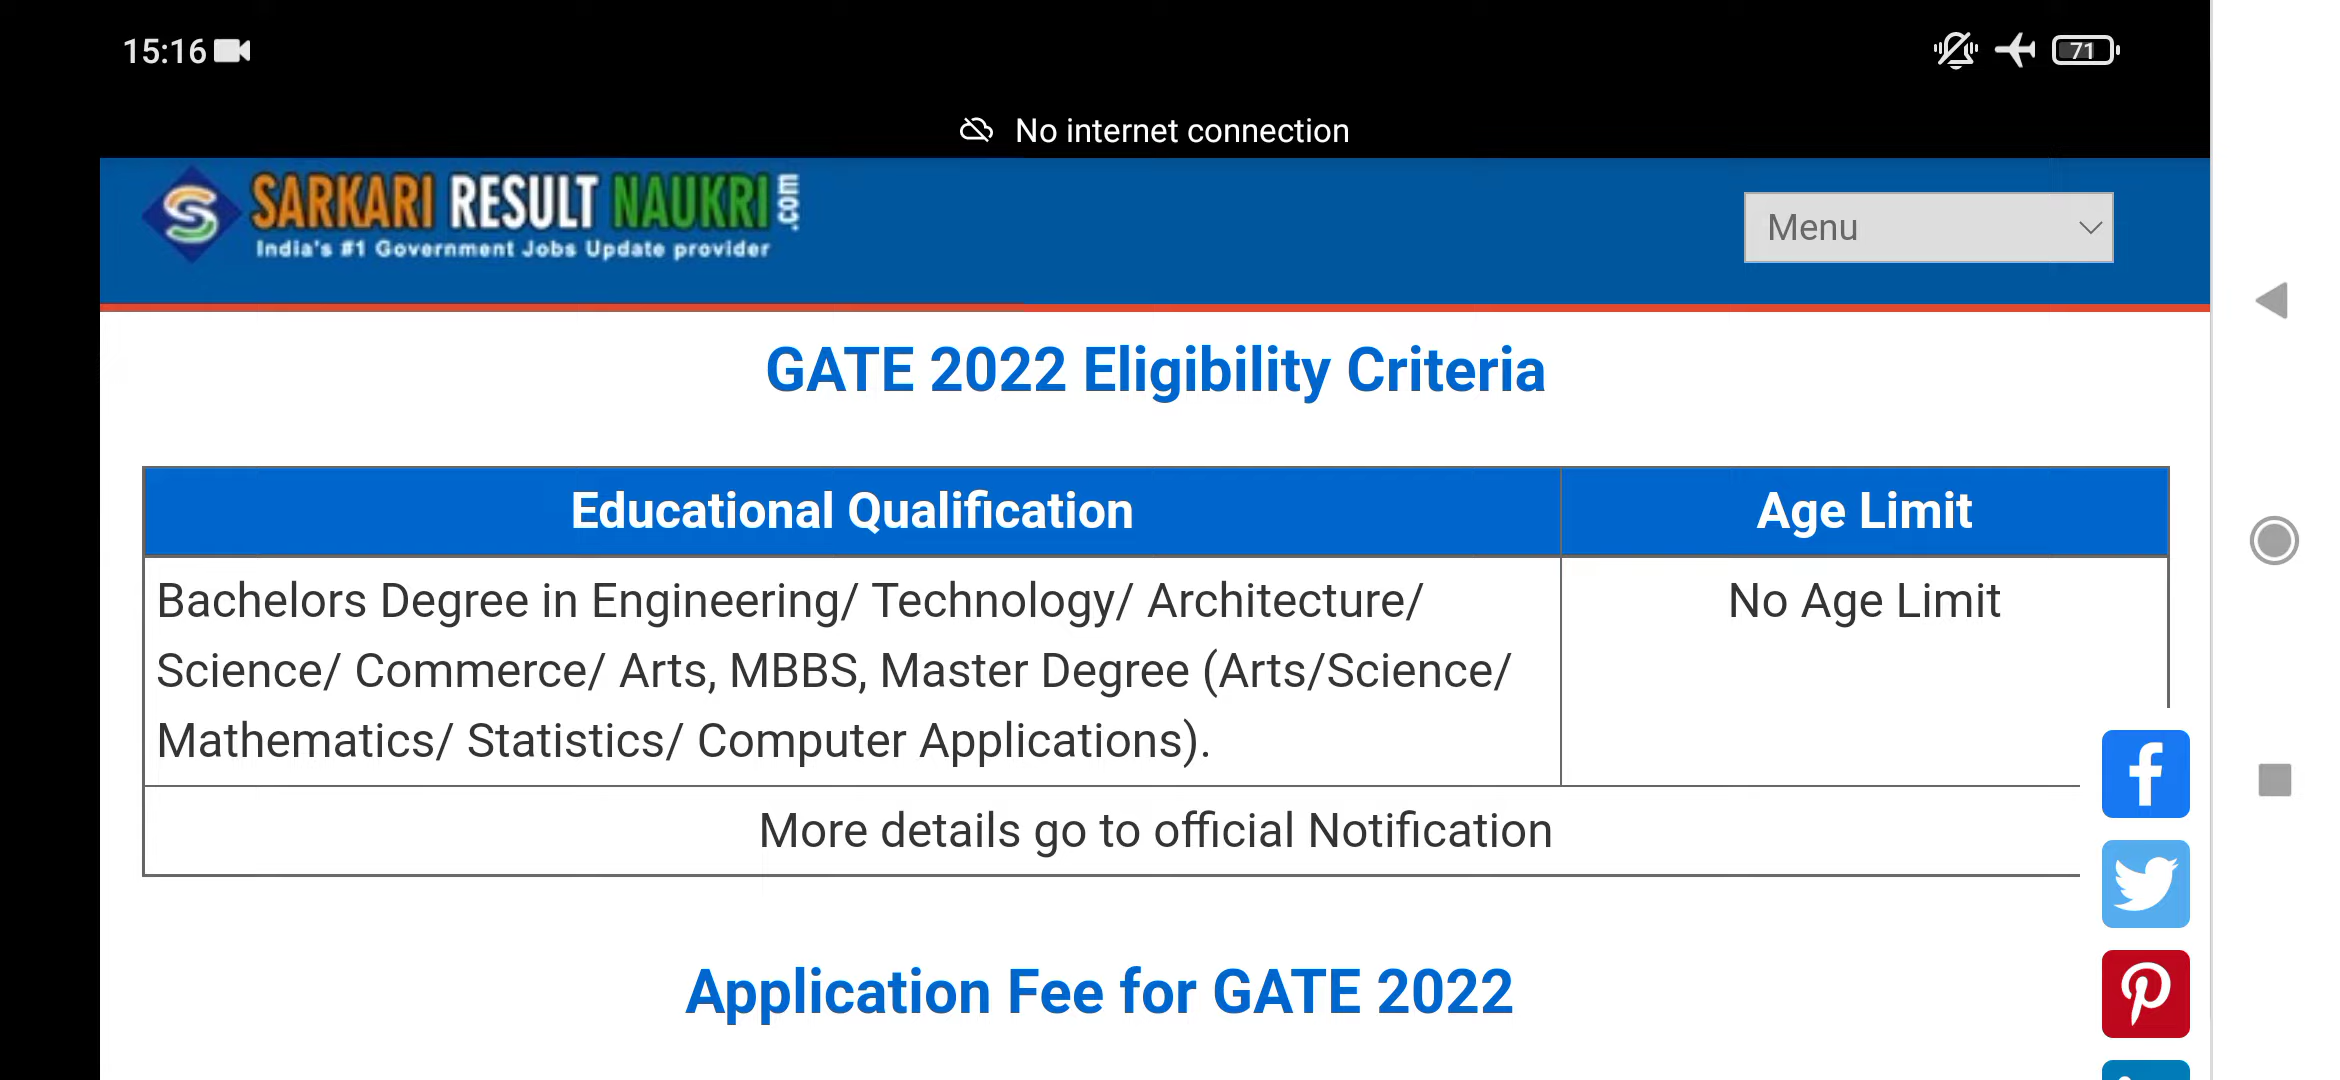 15:16
71
No internet connection
SARKARI RESULT NAUKRI.com
India's #1 Government Jobs Update provider
Menu
GATE 2022 Eligibility Criteria
Educational Qualification
Age Limit
Bachelors Degree in Engineering/ Technology/ Architecture/
Science/ Commerce/ Arts, MBBS, Master Degree (Arts/Science/
Mathematics/ Statistics/ Computer Applications).
No Age Limit
More details go to official Notification
Application Fee for GATE 2022